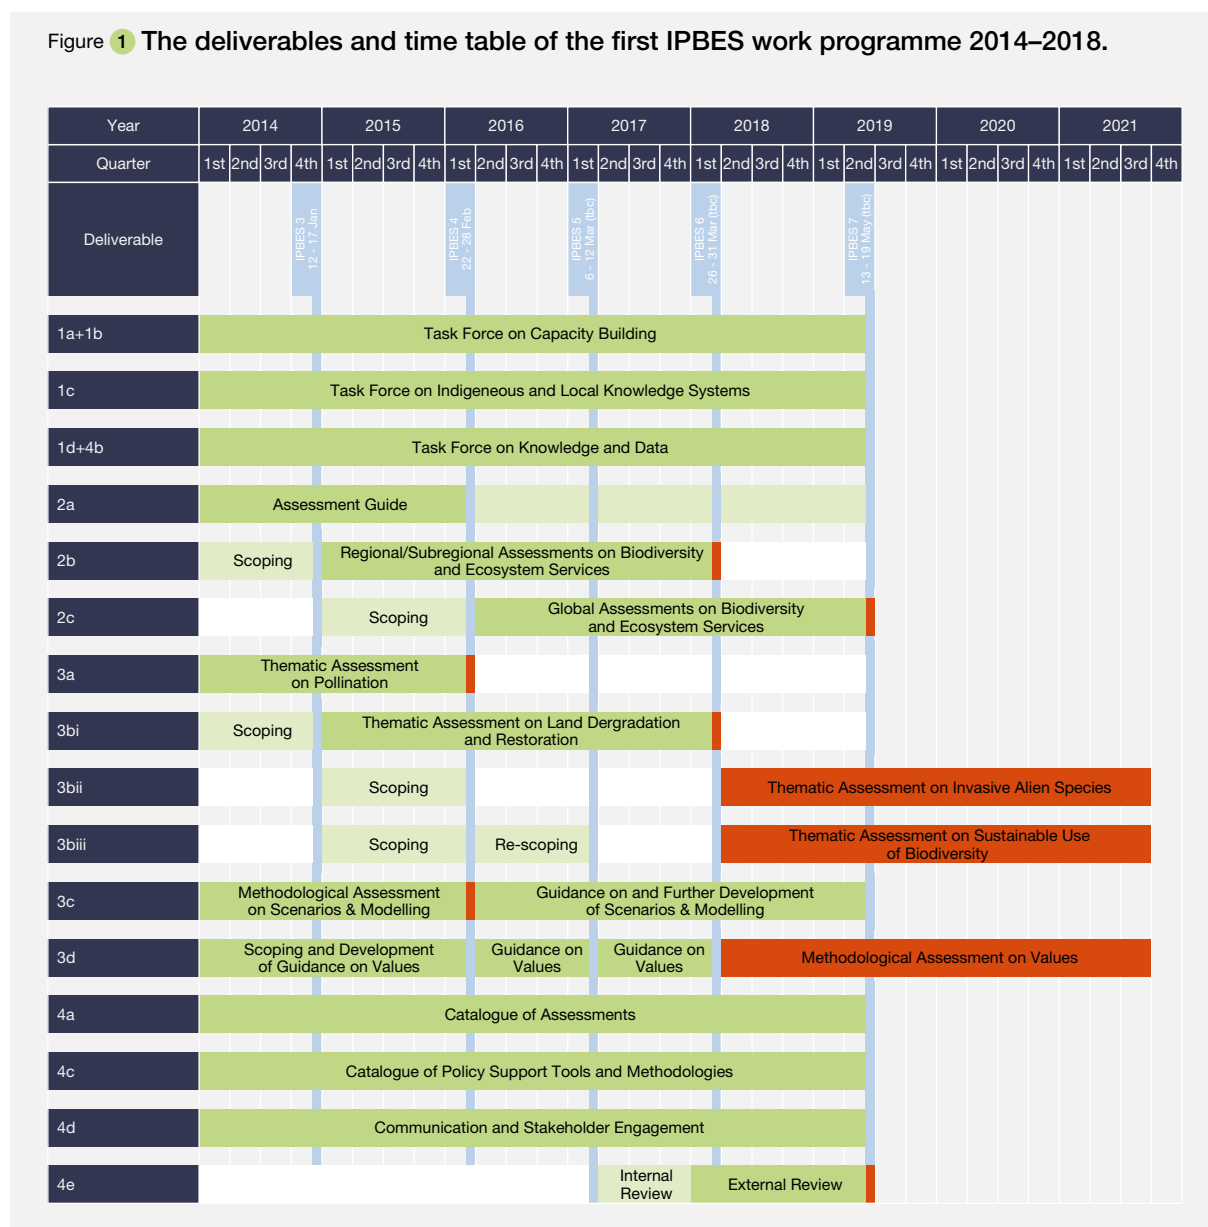 Figure 1 The deliverables and time table of the first IPBES work programme 2014–2018.
Year 2014 2015 2016 2017 2018 2019 2020 2021
Quarter 1st 2nd 3rd 4th 1st 2nd 3rd 4th 1st 2nd 3rd 4th 1st 2nd 3rd 4th 1st 2nd 3rd 4th 1st 2nd 3rd 4th 1st 2nd 3rd 4th 1st 2nd 3rd 4th
Deliverable
IPBES 3
12 - 17 Jan
IPBES 4
22 - 28 Feb
IPBES 5
6 - 12 Mar (tbc)
IPBES 6
26 - 31 Mar (tbc)
IPBES 7
13 - 19 May (tbc)
1a+1b
Task Force on Capacity Building
1c
Task Force on Indigeneous and Local Knowledge Systems
1d+4b
Task Force on Knowledge and Data
2a
Assessment Guide
2b
Scoping
Regional/Subregional Assessments on Biodiversity
and Ecosystem Services
2c
Scoping
Global Assessments on Biodiversity
and Ecosystem Services
3a
Thematic Assessment
on Pollination
3bi
Scoping
Thematic Assessment on Land Dergradation
and Restoration
3bii
Scoping
Thematic Assessment on Invasive Alien Species
3biii
Scoping
Re-scoping
Thematic Assessment on Sustainable Use
of Biodiversity
3c
Methodological Assessment
on Scenarios & Modelling
Guidance on and Further Development
of Scenarios & Modelling
3d
Scoping and Development
of Guidance on Values
Guidance on
Values
Guidance on
Values
Methodological Assessment on Values
4a
Catalogue of Assessments
4c
Catalogue of Policy Support Tools and Methodologies
4d
Communication and Stakeholder Engagement
4e
Internal
Review
External Review